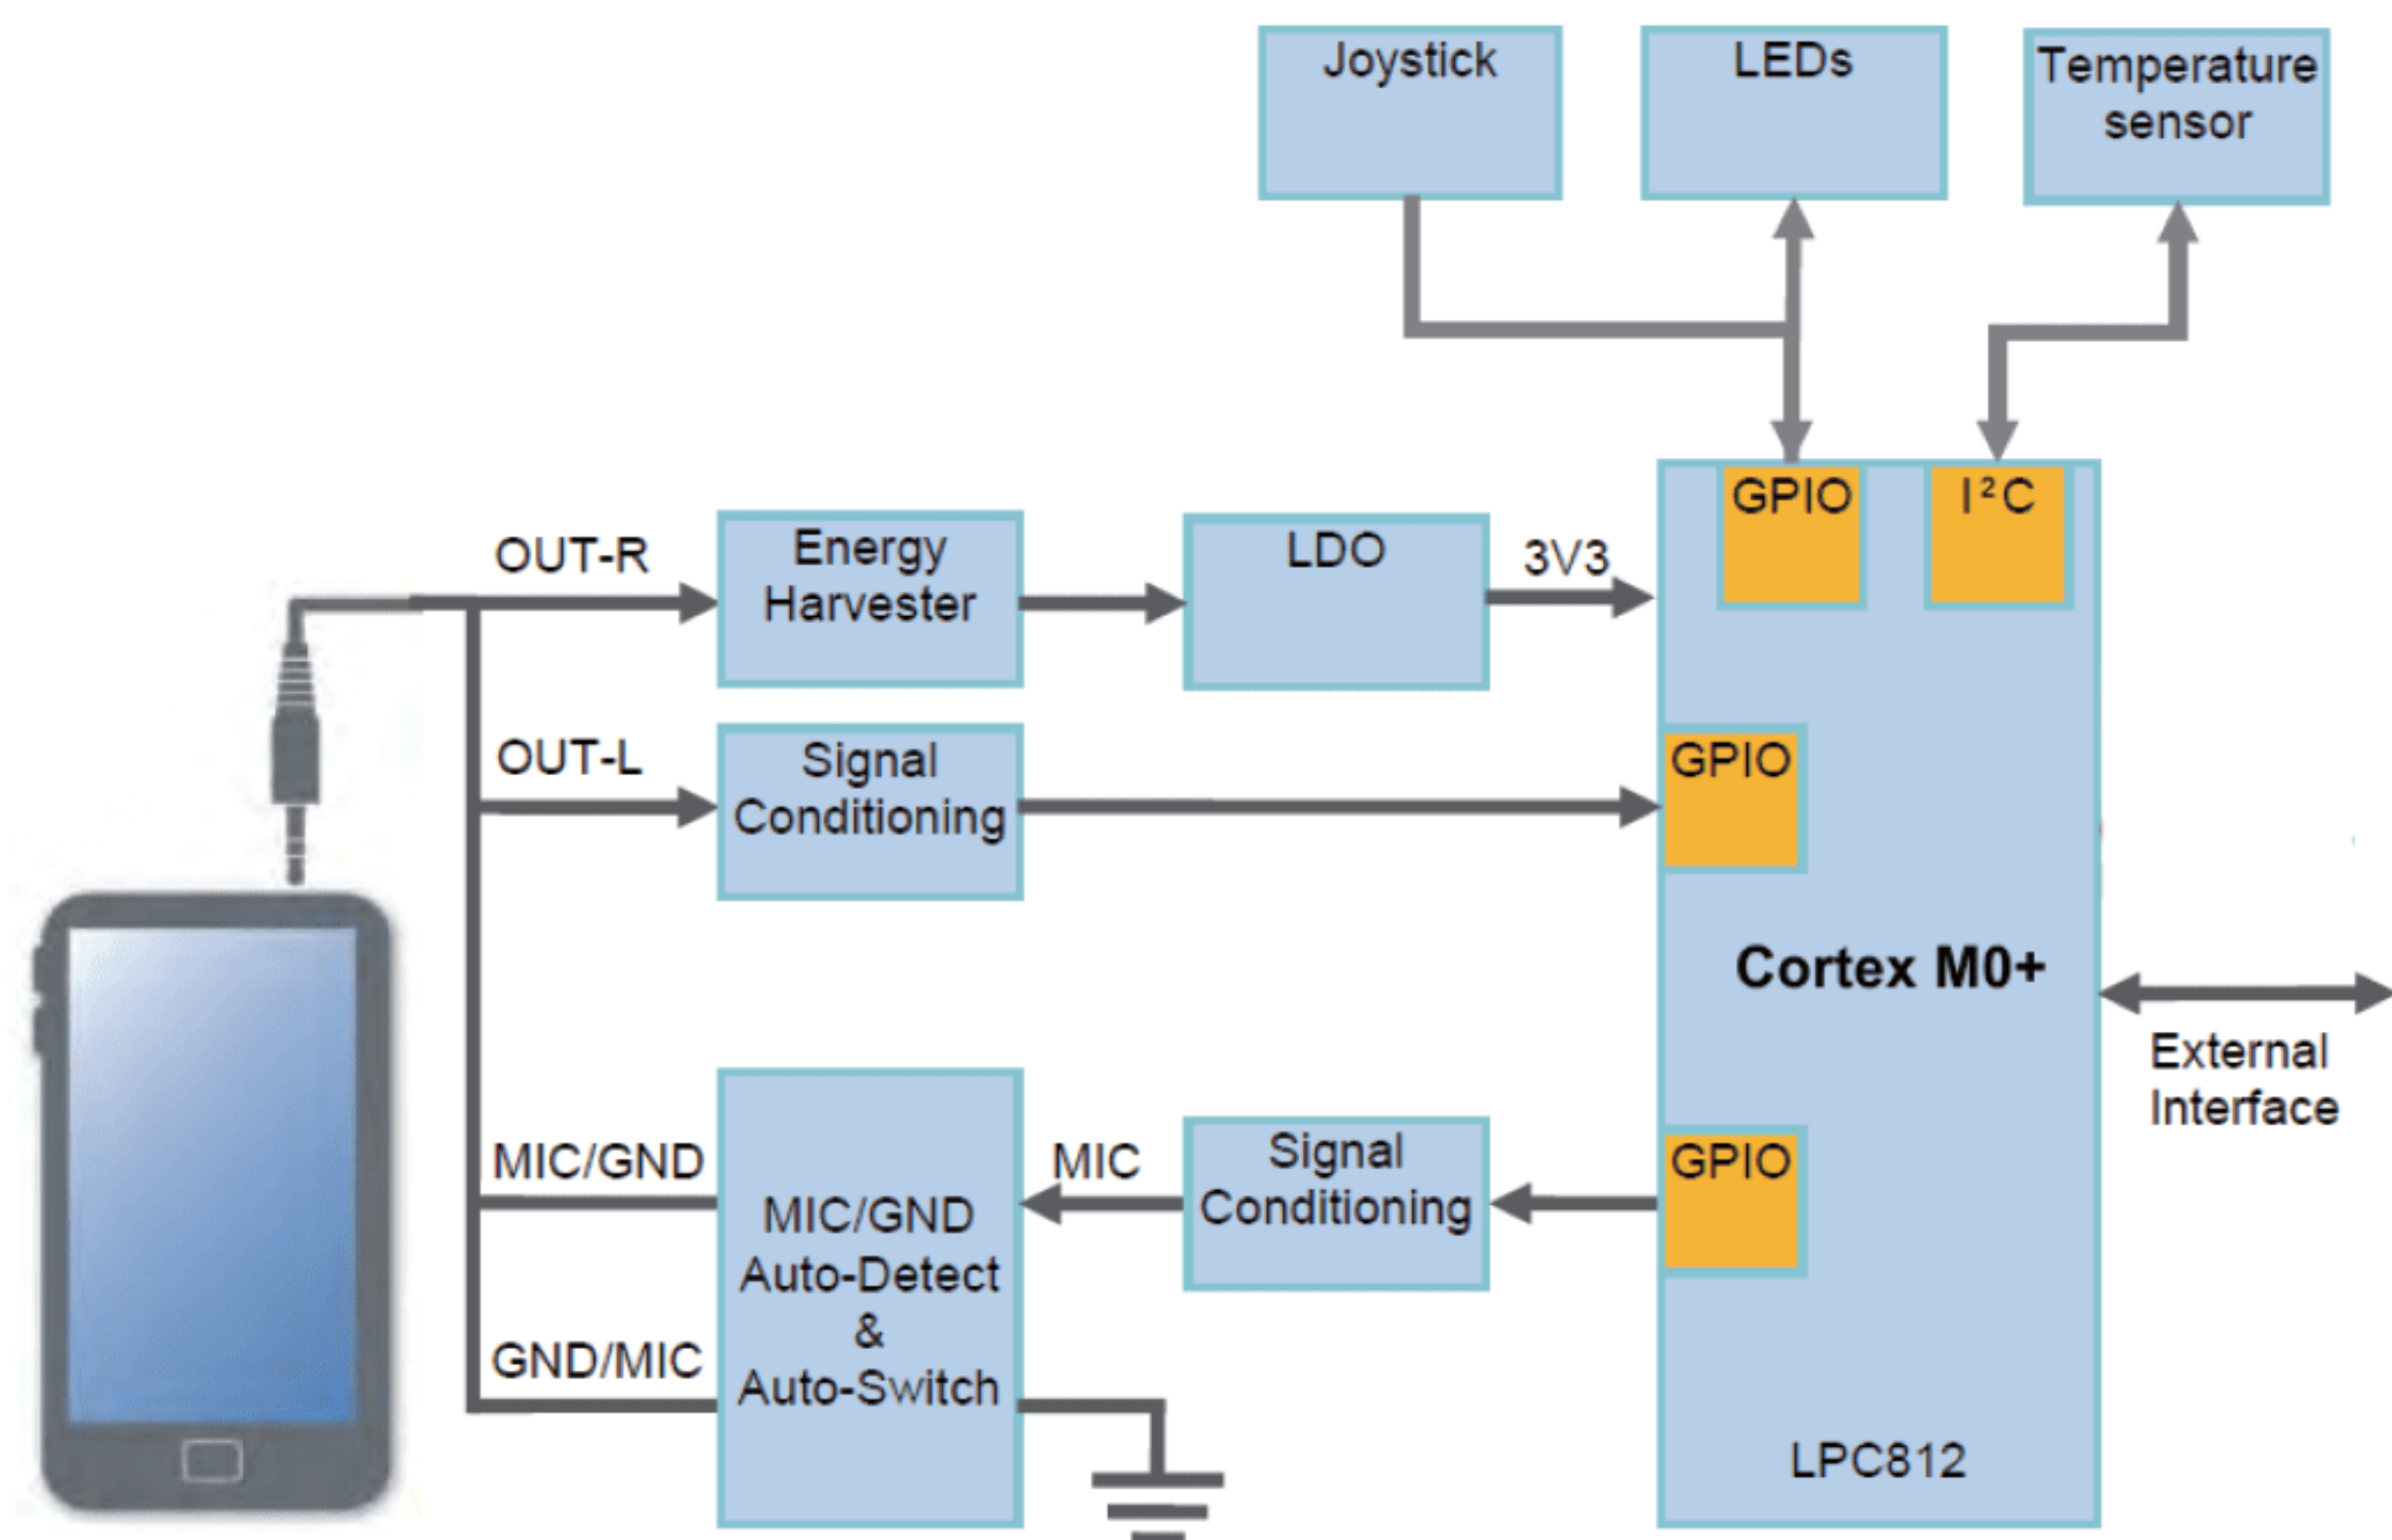 Joystick
LEDs
Temperature
sensor
GPIO
I²C
OUT-R
Energy
Harvester
LDO
3V3
OUT-L
Signal
Conditioning
GPIO
Cortex M0+
External
Interface
MIC/GND
MIC/GND
Auto-Detect
&
Auto-Switch
MIC
Signal
Conditioning
GPIO
GND/MIC
LPC812